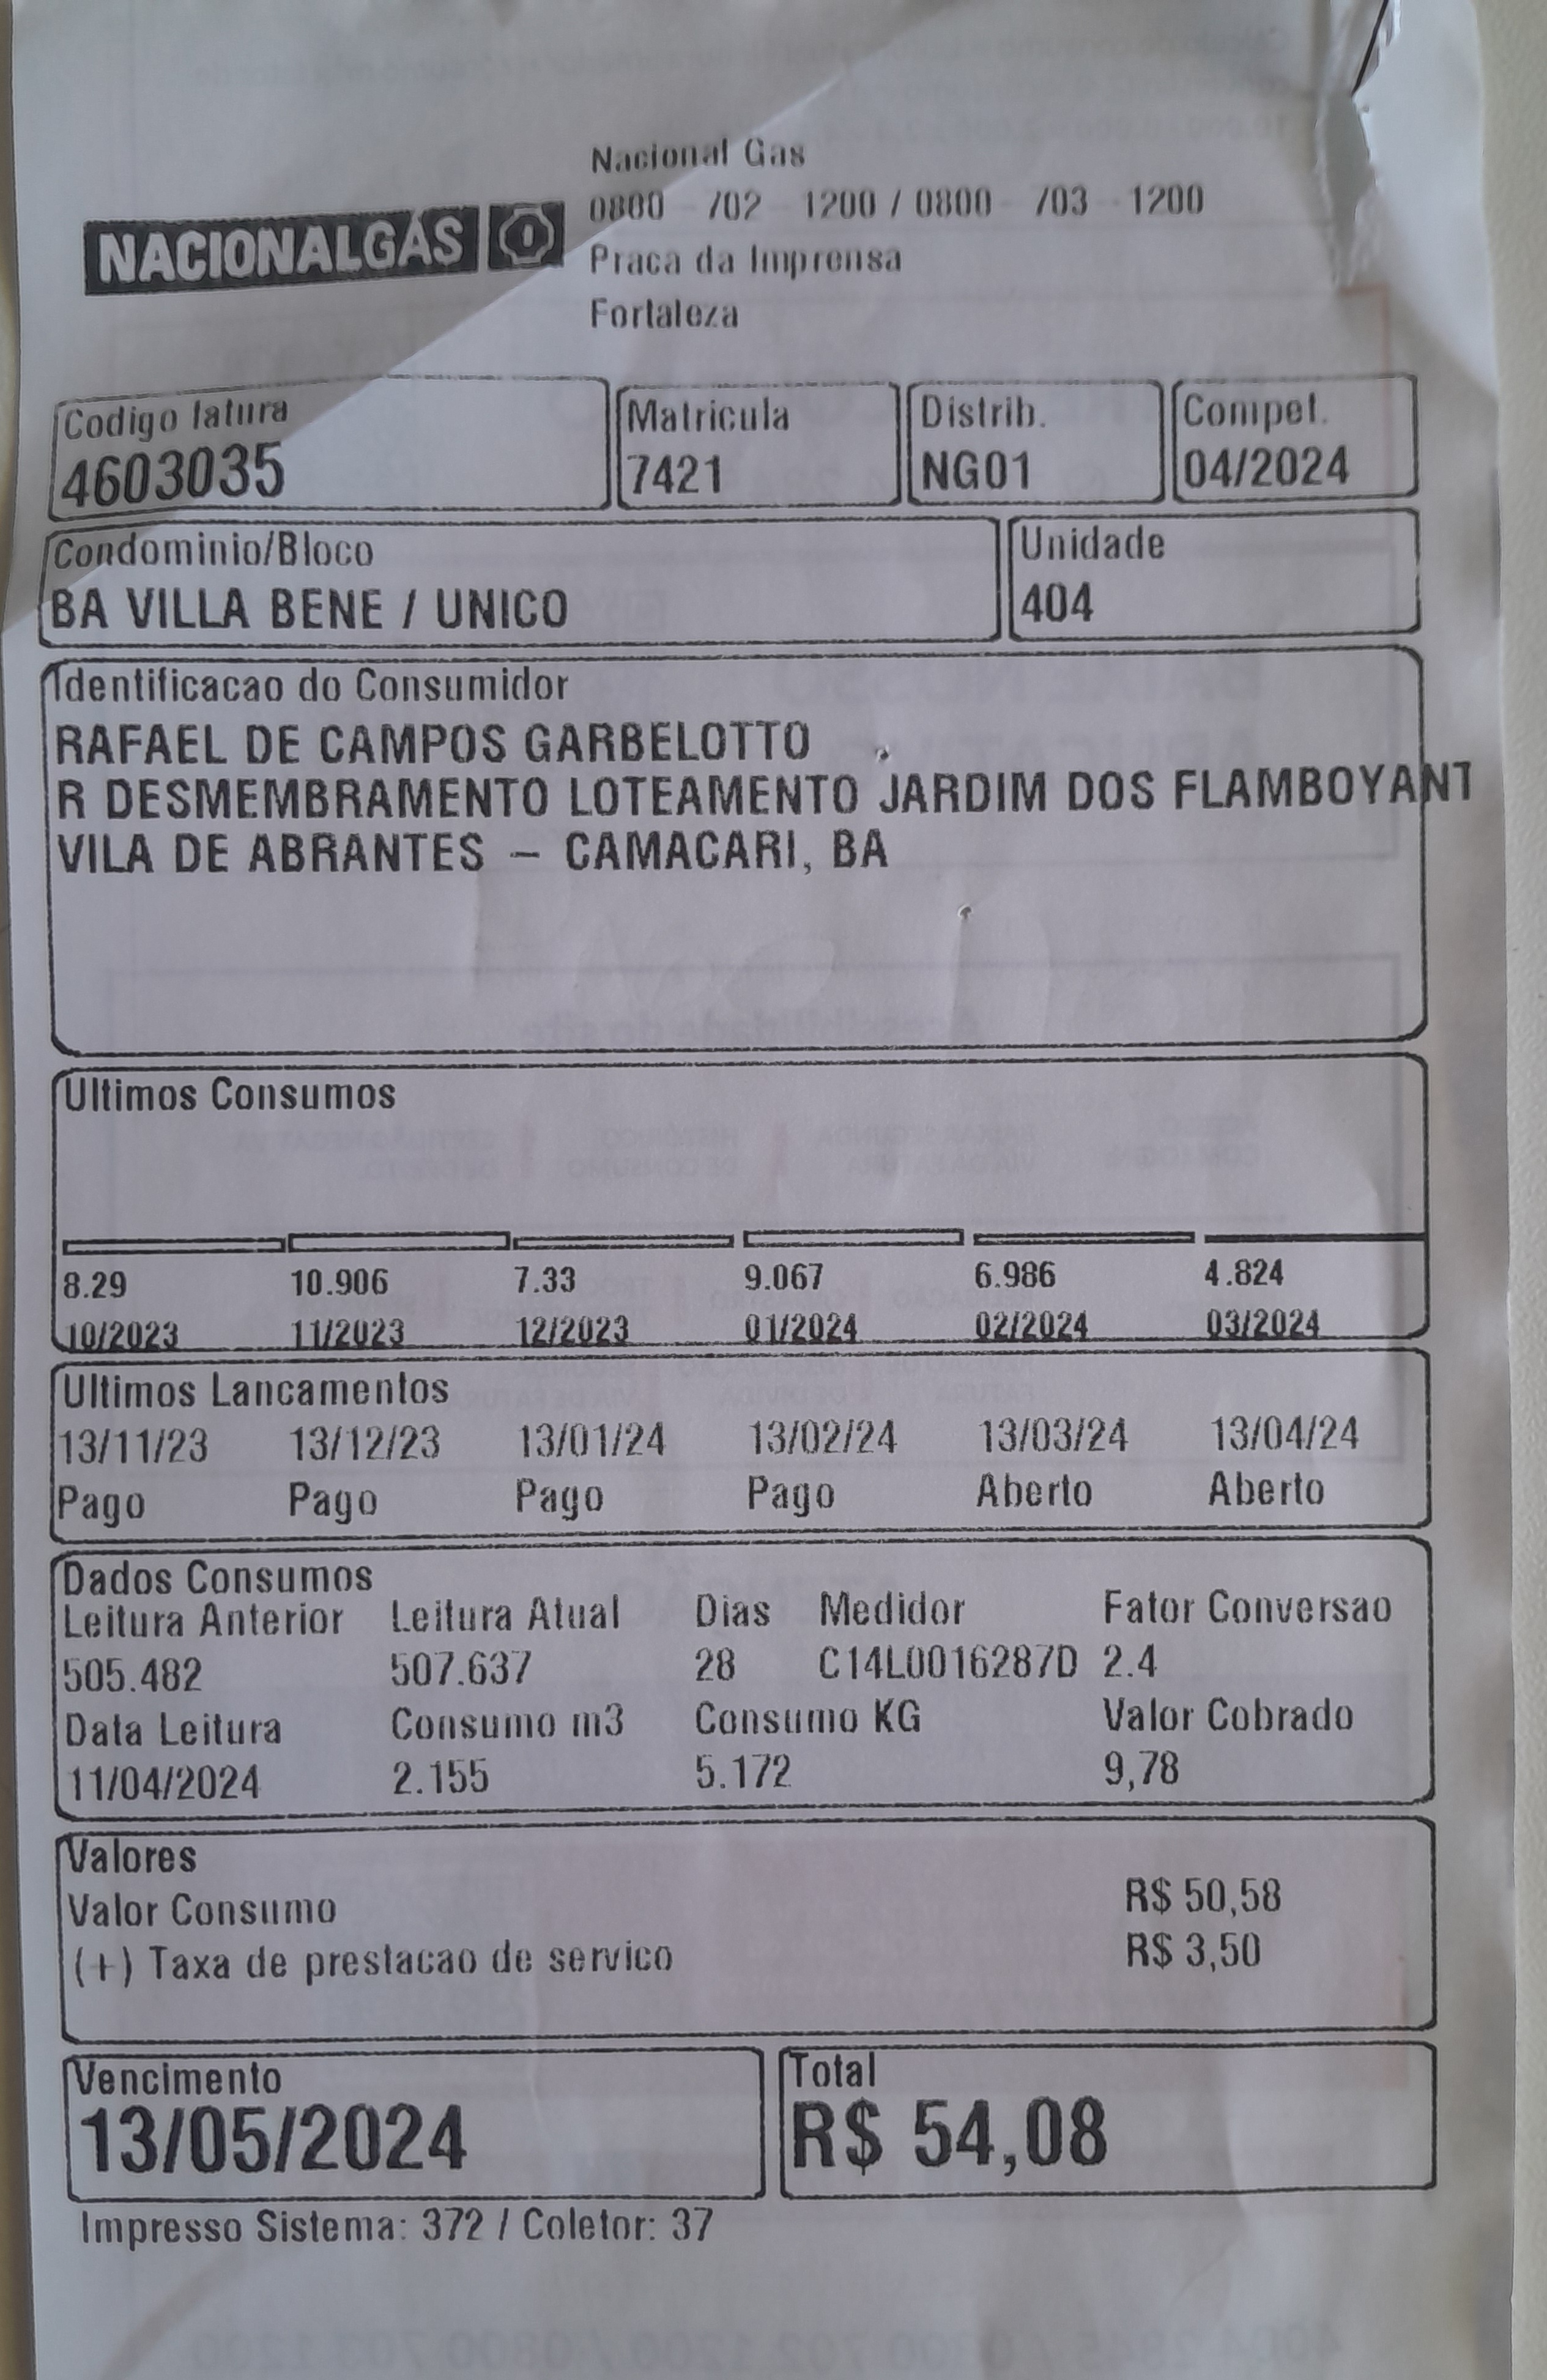 Nacional Gas
0800 - 702 - 1200 / 0800 - 703 - 1200
NACIONALGÁS
Praca da Imprensa
Fortaleza
Codigo fatura Matricula Distrib. Compet.
4603035 7421 NG01 04/2024
Condominio/Bloco Unidade
BA VILLA BENE / UNICO 404
Identificacao do Consumidor
RAFAEL DE CAMPOS GARBELOTTO
R DESMEMBRAMENTO LOTEAMENTO JARDIM DOS FLAMBOYANT
VILA DE ABRANTES - CAMACARI, BA
Ultimos Consumos
8.29 10.906 7.33 9.067 6.986 4.824
10/2023 11/2023 12/2023 01/2024 02/2024 03/2024
Ultimos Lancamentos
13/11/23 13/12/23 13/01/24 13/02/24 13/03/24 13/04/24
Pago Pago Pago Pago Aberto Aberto
Dados Consumos
Leitura Anterior Leitura Atual Dias Medidor Fator Conversao
505.482 507.637 28 C14L0016287D 2.4
Data Leitura Consumo m3 Consumo KG Valor Cobrado
11/04/2024 2.155 5.172 9,78
Valores
Valor Consumo R$ 50,58
(+) Taxa de prestacao de servico R$ 3,50
Vencimento Total
13/05/2024 R$ 54,08
Impresso Sistema: 372 / Coletor: 37